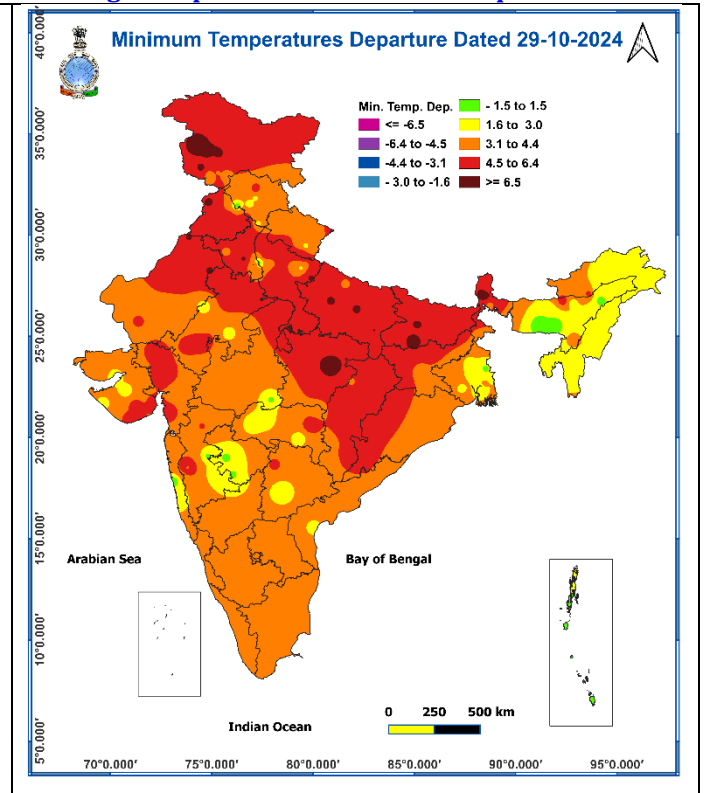 Minimum Temperatures Departure Dated 29-10-2024
Min. Temp. Dep.
<= -6.5
-6.4 to -4.5
-4.4 to -3.1
- 3.0 to -1.6
- 1.5 to 1.5
1.6 to 3.0
3.1 to 4.4
4.5 to 6.4
>= 6.5
40°0.000'
35°0.000'
30°0.000'
25°0.000'
20°0.000'
15°0.000'
10°0.000'
5°0.000'
Arabian Sea
Bay of Bengal
Indian Ocean
0 250 500 km
70°0.000' 75°0.000' 80°0.000' 85°0.000' 90°0.000' 95°0.000'